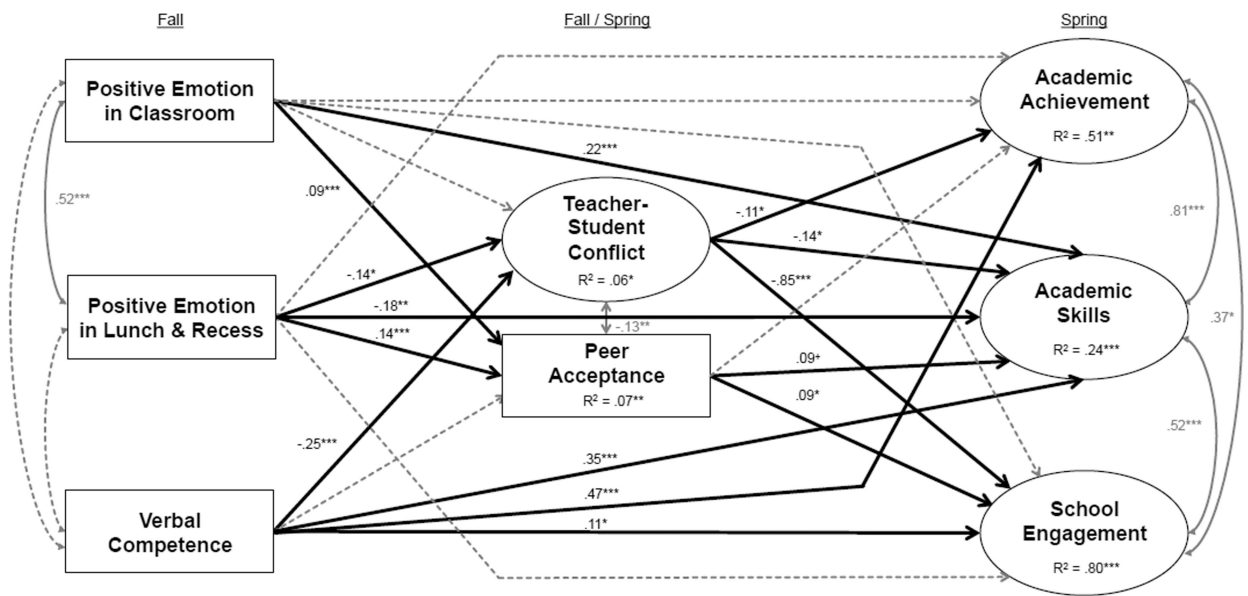 Fall
Fall / Spring
Spring
Positive Emotion
in Classroom
Academic
Achievement
R² = .51**
.22***
.09***
.52***
Teacher-
Student
Conflict
R² = .06*
-.11*
-.14*
.81***
-.14*
-.85***
Positive Emotion
in Lunch & Recess
-.18**
.14***
-.13**
Academic
Skills
R² = .24***
.37*
Peer
Acceptance
R² = .07**
.09⁺
.09*
-.25***
.52***
.35***
.47***
.11*
Verbal
Competence
School
Engagement
R² = .80***